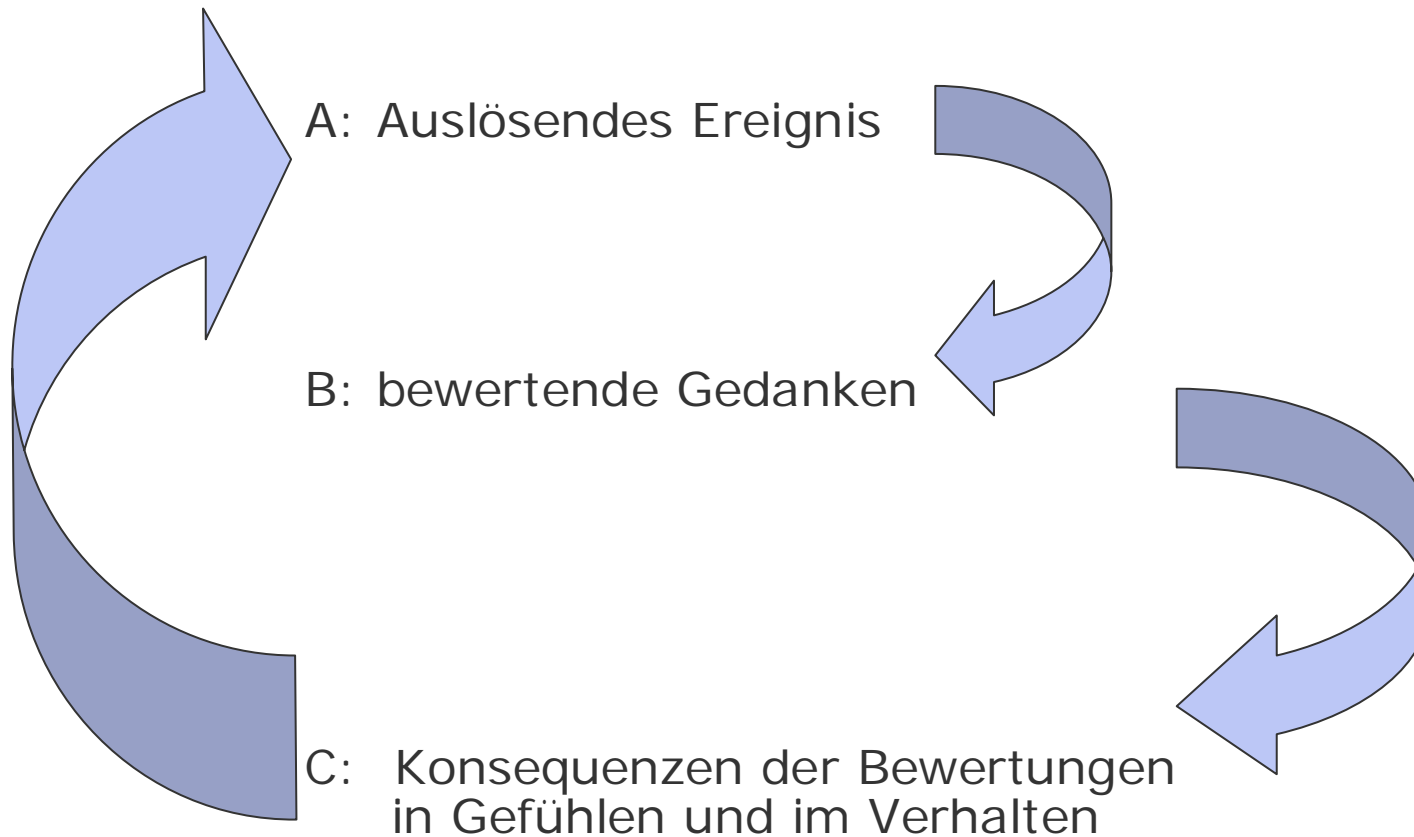 A: Auslösendes Ereignis
B: bewertende Gedanken
C: Konsequenzen der Bewertungen
in Gefühlen und im Verhalten